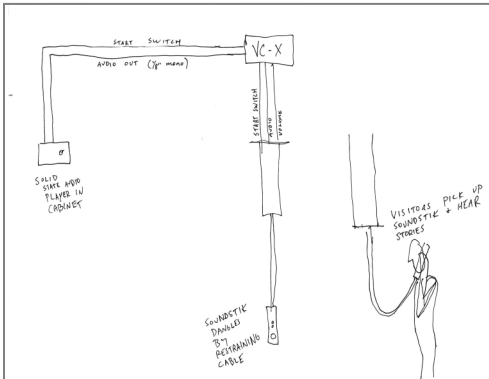 START SWITCH
AUDIO OUT (⅛" mono)
VC-X
START SWITCH
AUDIO
VOLUME
SOLID
STATE AUDIO
PLAYER IN
CABINET
VISITORS PICK UP
SOUNDSTIK & HEAR
STORIES
SOUNDSTIK
DANGLES
BY
RESTRAINING
CABLE